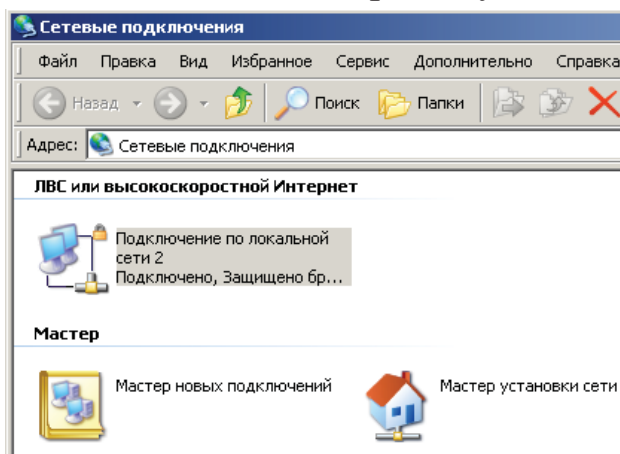 Сетевые подключения
Файл Правка Вид Избранное Сервис Дополнительно Справка
Назад Поиск Папки
Адрес: Сетевые подключения
ЛВС или высокоскоростной Интернет
Подключение по локальной
сети 2
Подключено, Защищено бр...
Мастер
Мастер новых подключений Мастер установки сети